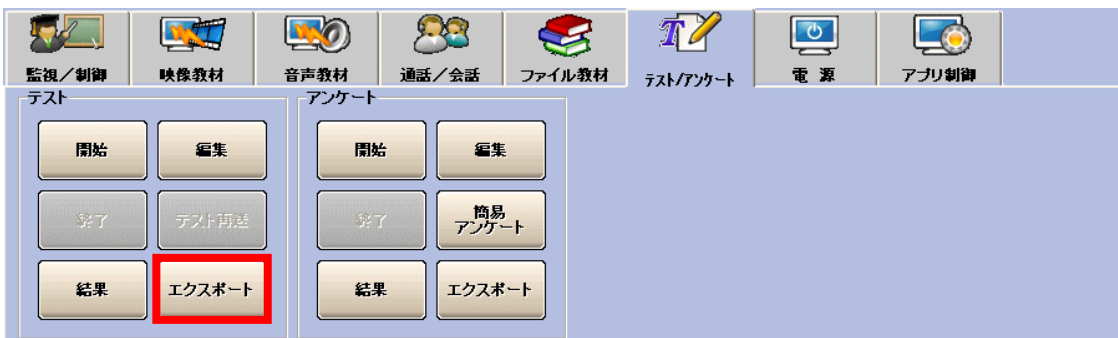 監視/制御
映像教材
音声教材
通話/会話
ファイル教材
テスト/アンケート
電 源
アプリ制御
テスト
開始
編集
終了
テスト再送
結果
エクスポート
アンケート
開始
編集
終了
簡易
アンケート
結果
エクスポート